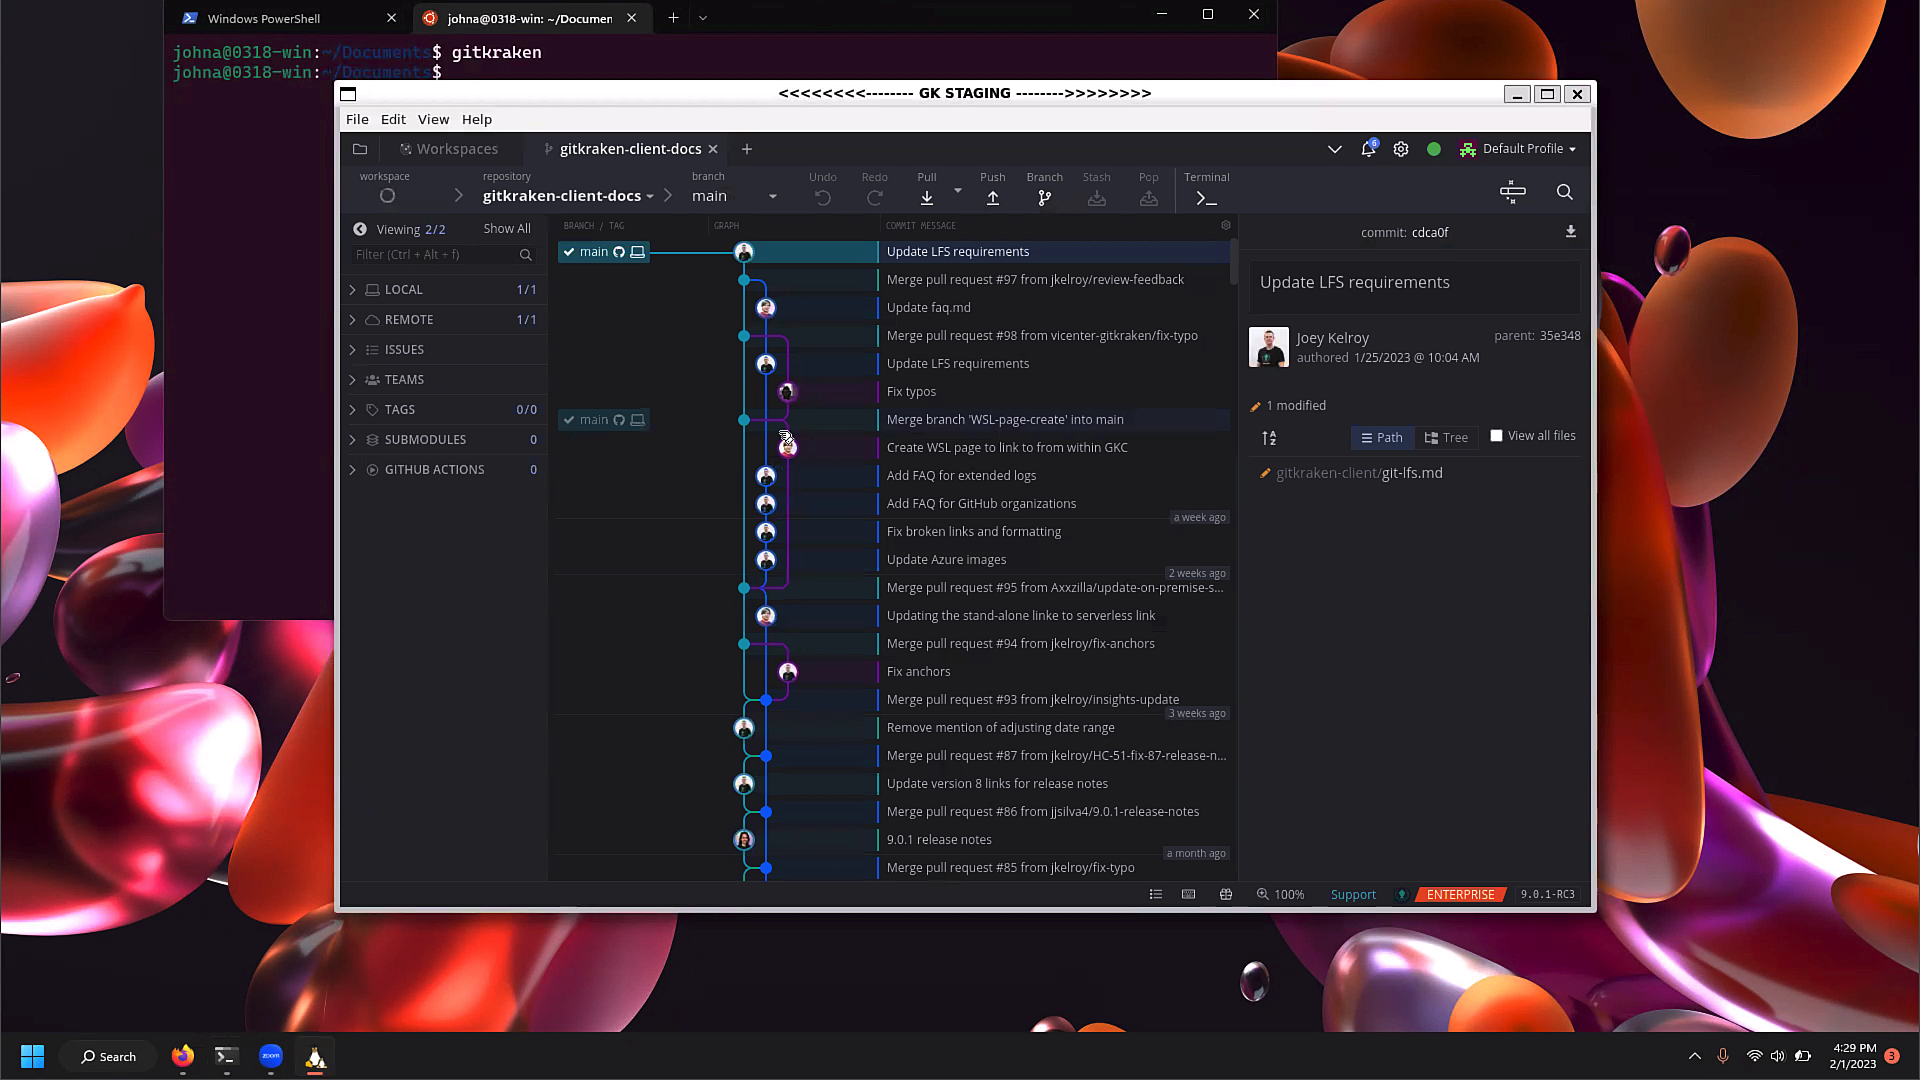 Windows PowerShell
johna@0318-win: ~/Documen
johna@0318-win:~/Documents$ gitkraken
johna@0318-win:~/Documents$
<<<<<<<<-------- GK STAGING -------->>>>>>>>
File Edit View Help
Workspaces
gitkraken-client-docs
6
Default Profile
workspace
repository
gitkraken-client-docs
branch
main
Undo
Redo
Pull
Push
Branch
Stash
Pop
Terminal
Viewing 2/2 Show All
Filter (Ctrl + Alt + f)
LOCAL 1/1
REMOTE 1/1
ISSUES
TEAMS
TAGS 0/0
SUBMODULES 0
GITHUB ACTIONS 0
BRANCH / TAG GRAPH COMMIT MESSAGE
main Update LFS requirements
Merge pull request #97 from jkelroy/review-feedback
Update faq.md
Merge pull request #98 from vicenter-gitkraken/fix-typo
Update LFS requirements
Fix typos
main Merge branch 'WSL-page-create' into main
Create WSL page to link to from within GKC
Add FAQ for extended logs
Add FAQ for GitHub organizations
a week ago
Fix broken links and formatting
Update Azure images
2 weeks ago
Merge pull request #95 from Axxzilla/update-on-premise-s...
Updating the stand-alone linke to serverless link
Merge pull request #94 from jkelroy/fix-anchors
Fix anchors
Merge pull request #93 from jkelroy/insights-update
3 weeks ago
Remove mention of adjusting date range
Merge pull request #87 from jkelroy/HC-51-fix-87-release-n...
Update version 8 links for release notes
Merge pull request #86 from jjsilva4/9.0.1-release-notes
9.0.1 release notes
a month ago
Merge pull request #85 from jkelroy/fix-typo
commit: cdca0f
Update LFS requirements
Joey Kelroy
authored 1/25/2023 @ 10:04 AM
parent: 35e348
1 modified
Path Tree View all files
gitkraken-client/git-lfs.md
100% Support ENTERPRISE 9.0.1-RC3
Search
zoom
4:29 PM
2/1/2023
3